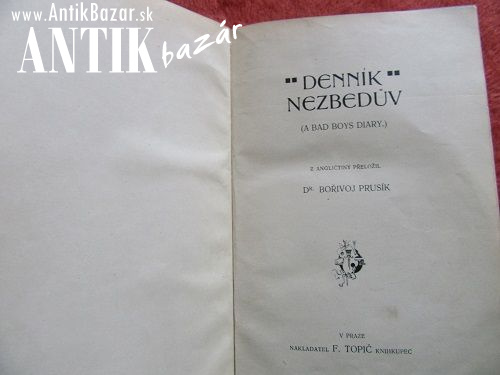 www.AntikBazar.sk
ANTIK bazár
"DENNÍK"
NEZBEDŮV
(A BAD BOYS DIARY.)
Z ANGLIČTINY PŘELOŽIL
DR. BOŘIVOJ PRUSÍK
V PRAZE
NAKLADATEL F. TOPIČ KNIHKUPEC